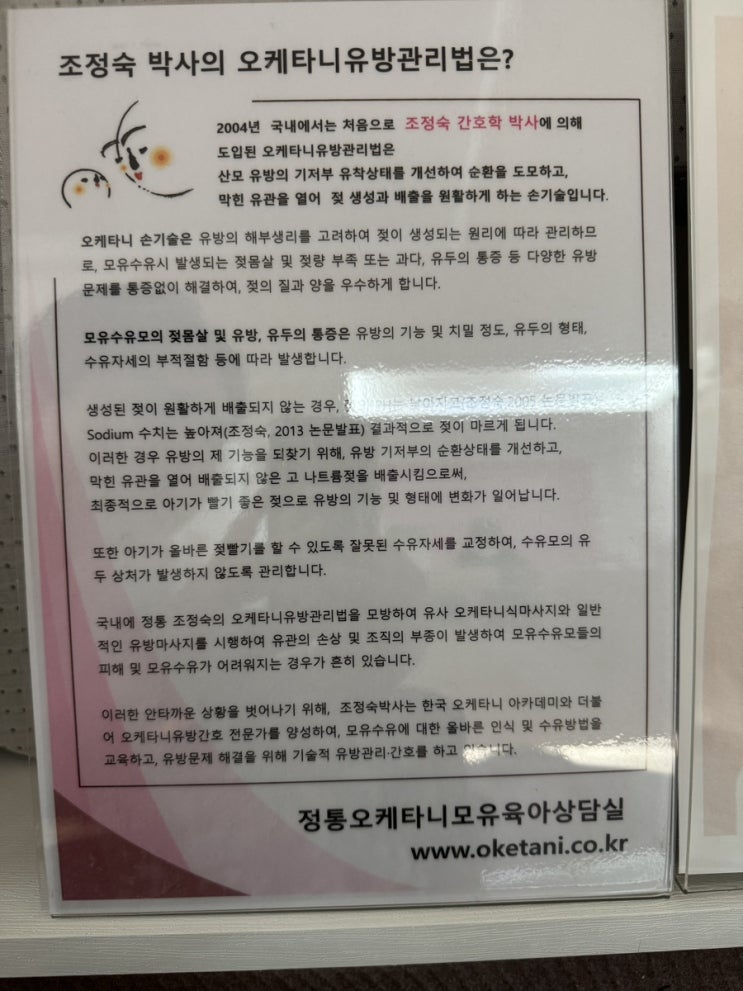 조정숙 박사의 오케타니유방관리법은?
2004년 국내에서는 처음으로 조정숙 간호학 박사에 의해
도입된 오케타니유방관리법은
산모 유방의 기저부 유착상태를 개선하여 순환을 도모하고,
막힌 유관을 열어 젖 생성과 배출을 원활하게 하는 손기술입니다.
오케타니 손기술은 유방의 해부생리를 고려하여 젖이 생성되는 원리에 따라 관리하므
로, 모유수유시 발생되는 젖몸살 및 젖량 부족 또는 과다, 유두의 통증 등 다양한 유방
문제를 통증없이 해결하여, 젖의 질과 양을 우수하게 합니다.
모유수유모의 젖몸살 및 유방, 유두의 통증은 유방의 기능 및 치밀 정도, 유두의 형태,
수유자세의 부적절함 등에 따라 발생합니다.
생성된 젖이 원활하게 배출되지 않는 경우, 낮아지고(조정숙, 2005 논문발표)
Sodium 수치는 높아져(조정숙, 2013 논문발표) 결과적으로 젖이 마르게 됩니다.
이러한 경우 유방의 제 기능을 되찾기 위해, 유방 기저부의 순환상태를 개선하고,
막힌 유관을 열어 배출되지 않은 고 나트륨젖을 배출시킴으로써,
최종적으로 아기가 빨기 좋은 젖으로 유방의 기능 및 형태에 변화가 일어납니다.
또한 아기가 올바른 젖빨기를 할 수 있도록 잘못된 수유자세를 교정하여, 수유모의 유
두 상처가 발생하지 않도록 관리합니다.
국내에 정통 조정숙의 오케타니유방관리법을 모방하여 유사 오케타니식마사지와 일반
적인 유방마사지를 시행하여 유관의 손상 및 조직의 부종이 발생하여 모유수유모들의
피해 및 모유수유가 어려워지는 경우가 흔히 있습니다.
이러한 안타까운 상황을 벗어나기 위해, 조정숙박사는 한국 오케타니 아카데미와 더불
어 오케타니유방간호 전문가를 양성하여, 모유수유에 대한 올바른 인식 및 수유방법을
교육하고, 유방문제 해결을 위해 기술적 유방관리·간호를 하고 있습니다.
정통오케타니모유육아상담실
www.oketani.co.kr